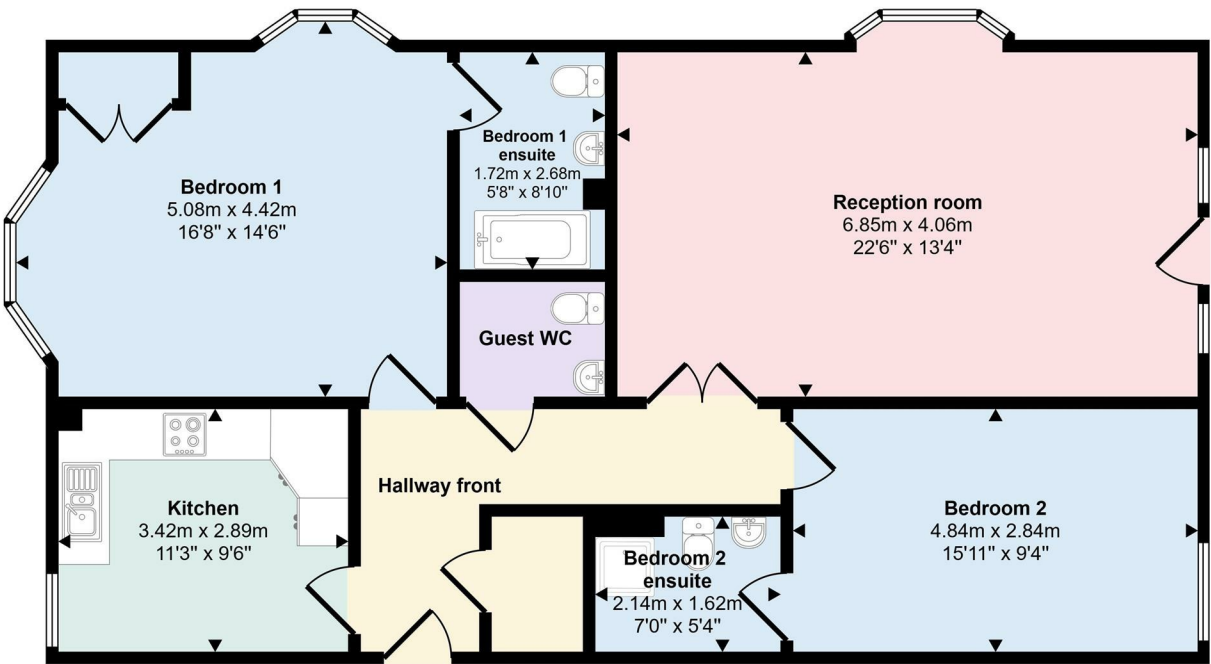 Bedroom 1
5.08m x 4.42m
16'8" x 14'6"
Bedroom 1
ensuite
1.72m x 2.68m
5'8" x 8'10"
Reception room
6.85m x 4.06m
22'6" x 13'4"
Guest WC
Hallway front
Kitchen
3.42m x 2.89m
11'3" x 9'6"
Bedroom 2
ensuite
2.14m x 1.62m
7'0" x 5'4"
Bedroom 2
4.84m x 2.84m
15'11" x 9'4"